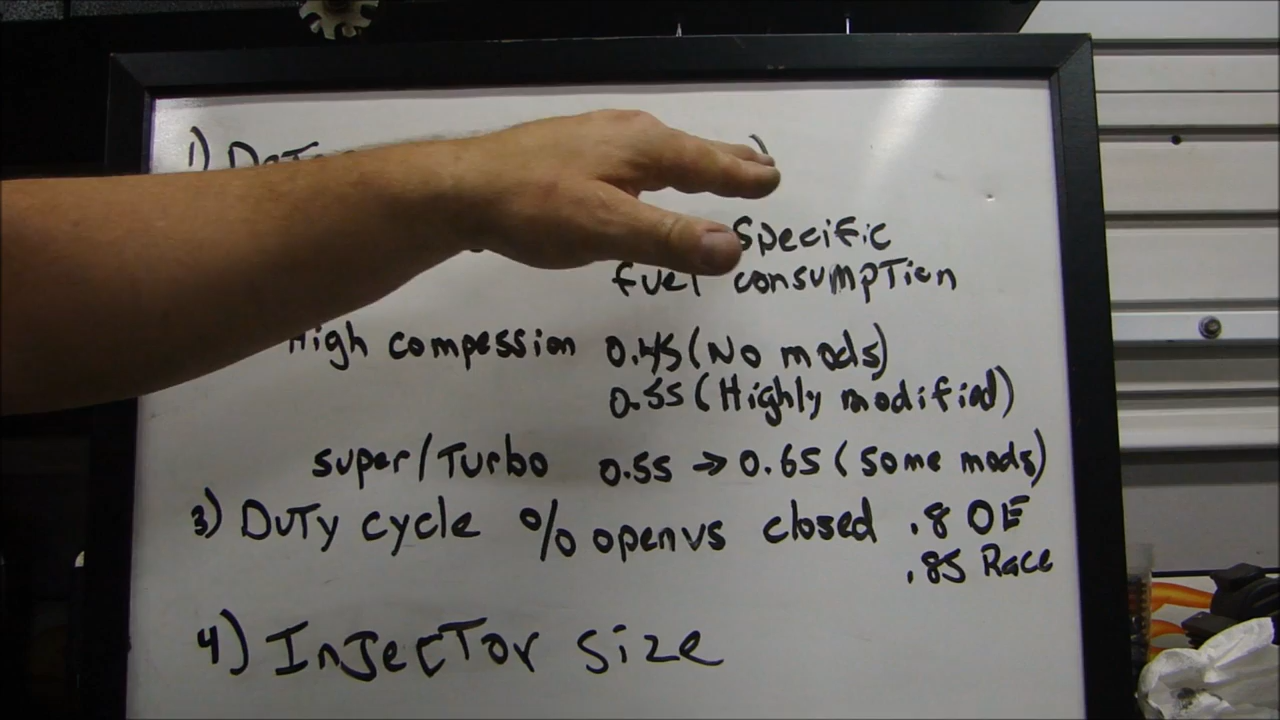 1)
Specific
fuel consumption
High compession 0.45 (No mods)
0.55 (Highly modified)
super/Turbo 0.55 → 0.65 (some mods)
3) Duty cycle % open vs closed .8 OE
.85 Race
4) Injector size